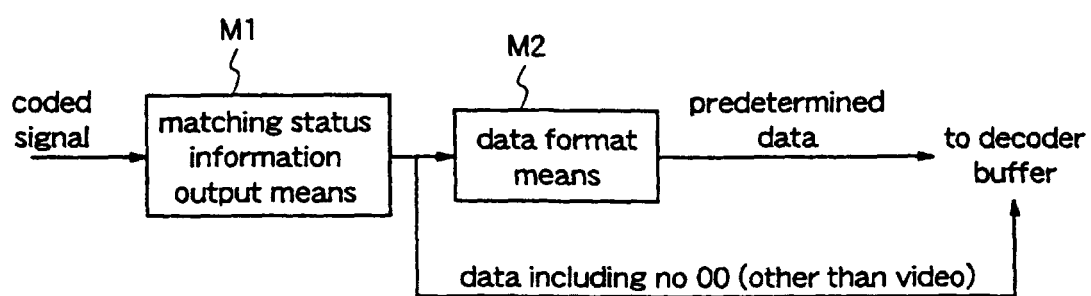 M1
M2
coded
signal
matching status
information
output means
data format
means
predetermined
data
to decoder
buffer
data including no 00 (other than video)